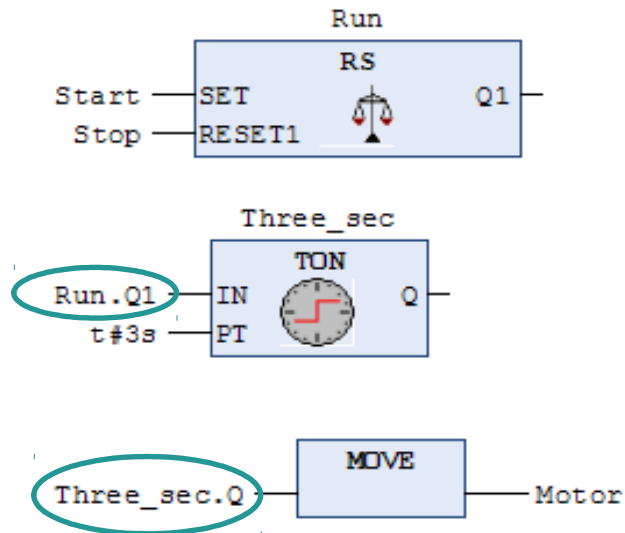 Run
RS
Start SET Q1
Stop RESET1
Three_sec
TON
Run.Q1 IN Q
t#3s PT
MOVE
Three_sec.Q Motor